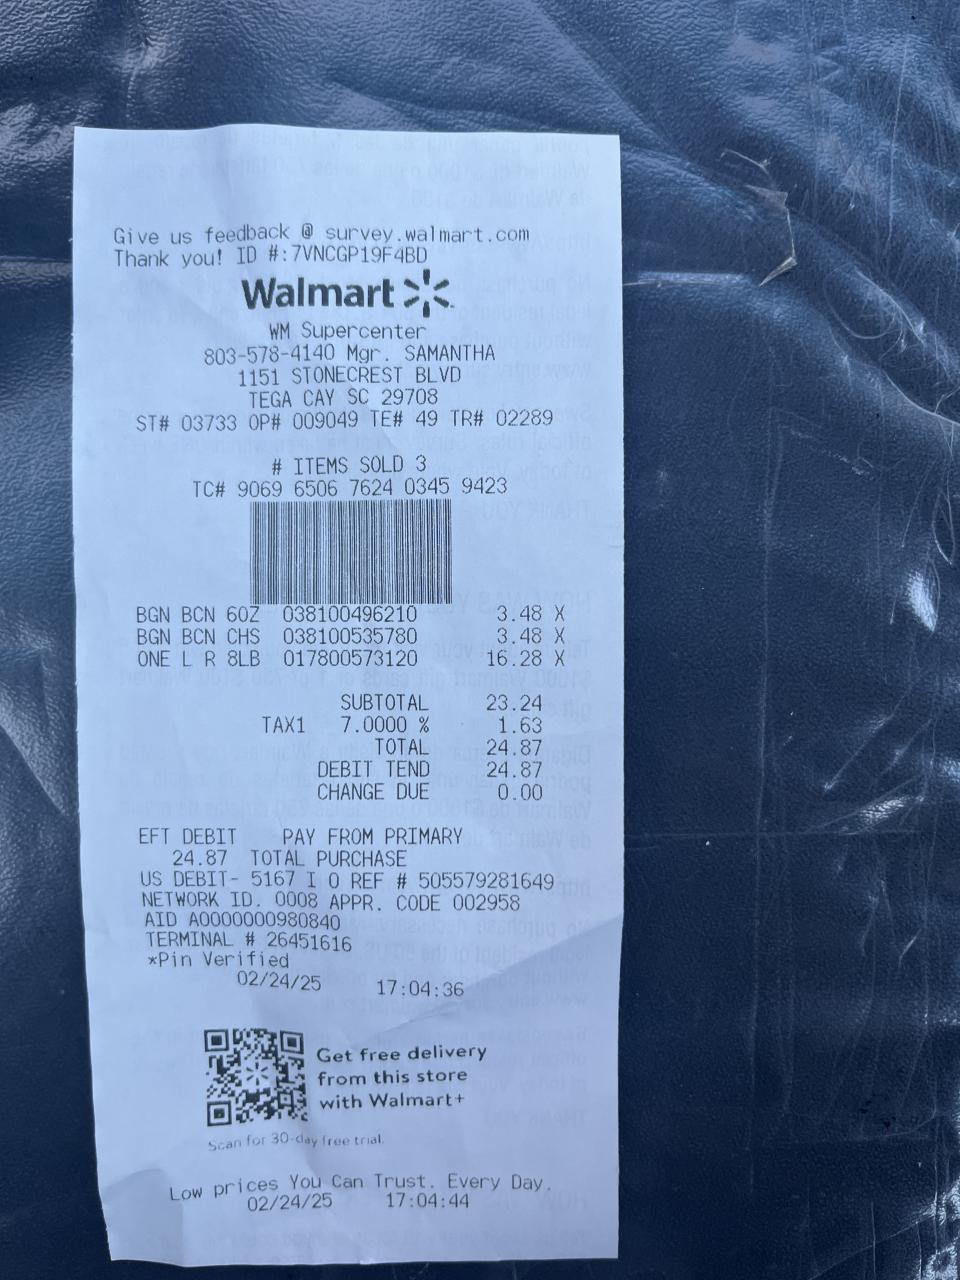 Give us feedback @ survey.walmart.com
Thank you! ID #:7VNCGP19F4BD
Walmart
WM Supercenter
803-578-4140 Mgr. SAMANTHA
1151 STONECREST BLVD
TEGA CAY SC 29708
ST# 03733 OP# 009049 TE# 49 TR# 02289
# ITEMS SOLD 3
TC# 9069 6506 7624 0345 9423
BGN BCN 6OZ 038100496210 3.48 X
BGN BCN CHS 038100535780 3.48 X
ONE L R 8LB 017800573120 16.28 X
SUBTOTAL 23.24
TAX1 7.0000 % 1.63
TOTAL 24.87
DEBIT TEND 24.87
CHANGE DUE 0.00
EFT DEBIT PAY FROM PRIMARY
24.87 TOTAL PURCHASE
US DEBIT- 5167 I 0 REF # 505579281649
NETWORK ID. 0008 APPR. CODE 002958
AID A0000000980840
TERMINAL # 26451616
*Pin Verified
02/24/25 17:04:36
Get free delivery
from this store
with Walmart+
Scan for 30-day free trial.
Low prices You Can Trust. Every Day.
02/24/25 17:04:44